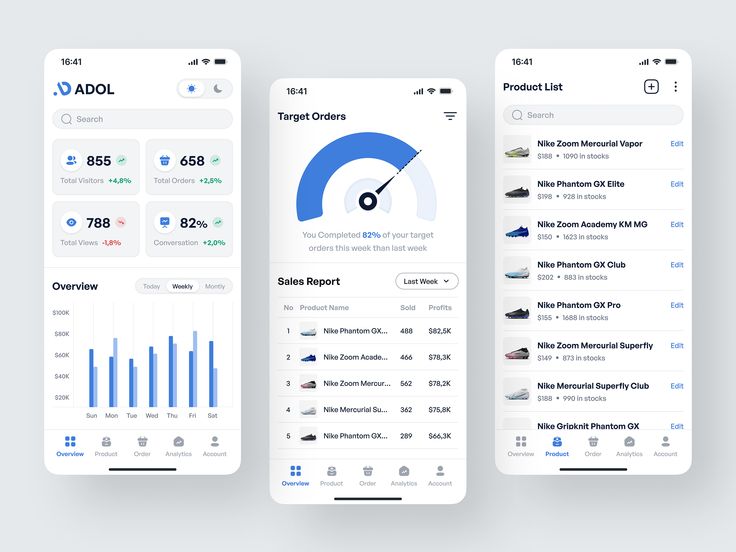 16:41
ADOL
Search
855
Total Visitors +4,8%
658
Total Orders +2,5%
788
Total Views -1,8%
82%
Conversation +2,0%
Overview
Today Weekly Montly
$100K
$80K
$60K
$40K
$20K
Sun Mon Tue Wed Thu Fri Sat
Overview Product Order Analytics Account
16:41
Target Orders
You Completed 82% of your target
orders this week than last week
Sales Report
Last Week
No Product Name Sold Profits
1 Nike Phantom GX... 488 $82,5K
2 Nike Zoom Acade... 466 $78,3K
3 Nike Zoom Mercur... 562 $78,2K
4 Nike Mercurial Su... 362 $75,8K
5 Nike Phantom GX... 289 $66,3K
Overview Product Order Analytics Account
16:41
Product List
Search
Nike Zoom Mercurial Vapor Edit
$188 • 1090 in stocks
Nike Phantom GX Elite Edit
$198 • 928 in stocks
Nike Zoom Academy KM MG Edit
$150 • 1623 in stocks
Nike Phantom GX Club Edit
$202 • 883 in stocks
Nike Phantom GX Pro Edit
$155 • 1688 in stocks
Nike Zoom Mercurial Superfly Edit
$149 • 873 in stocks
Nike Mercurial Superfly Club Edit
$188 • 990 in stocks
Nike Gripknit Phantom GX Edit
Overview Product Order Analytics Account